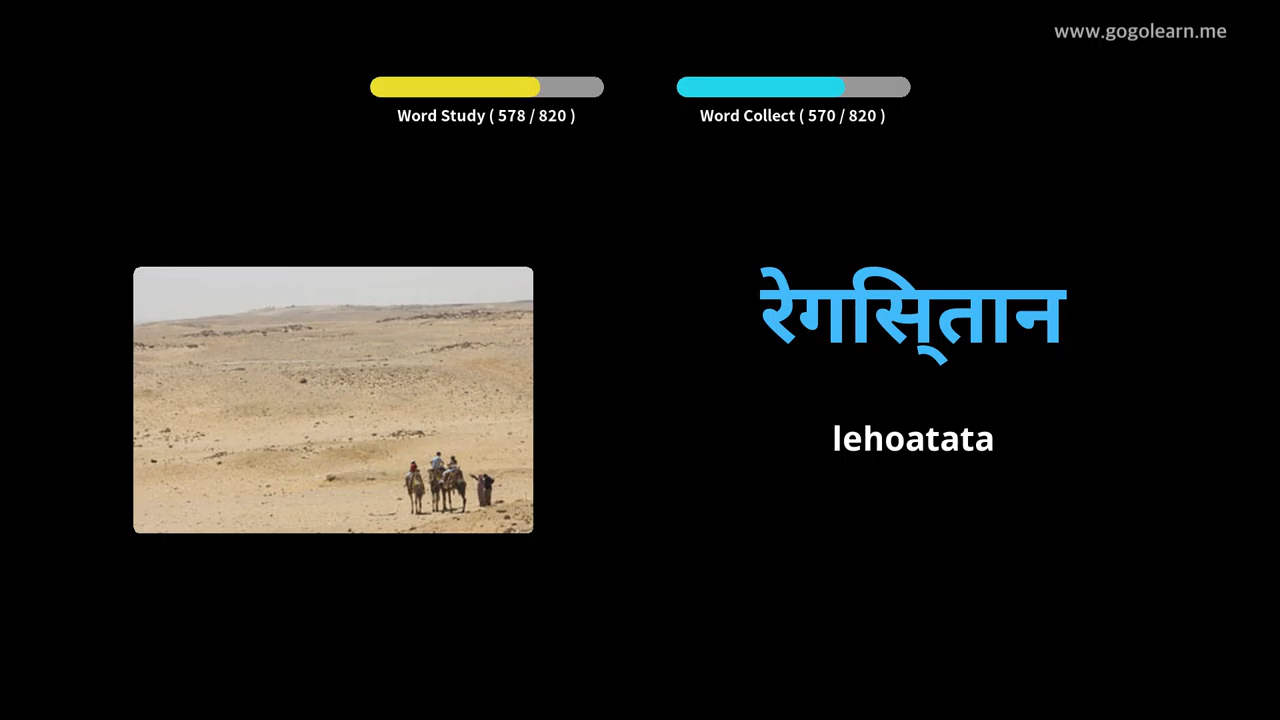 www.gogolearn.me
Word Study ( 578 / 820 )
Word Collect ( 570 / 820 )
रेगसि्तान
lehoatata